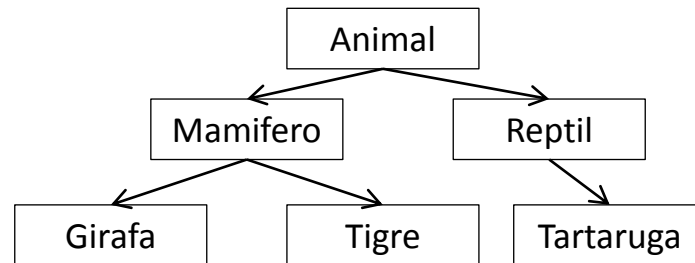 Animal
Mamifero
Reptil
Girafa
Tigre
Tartaruga